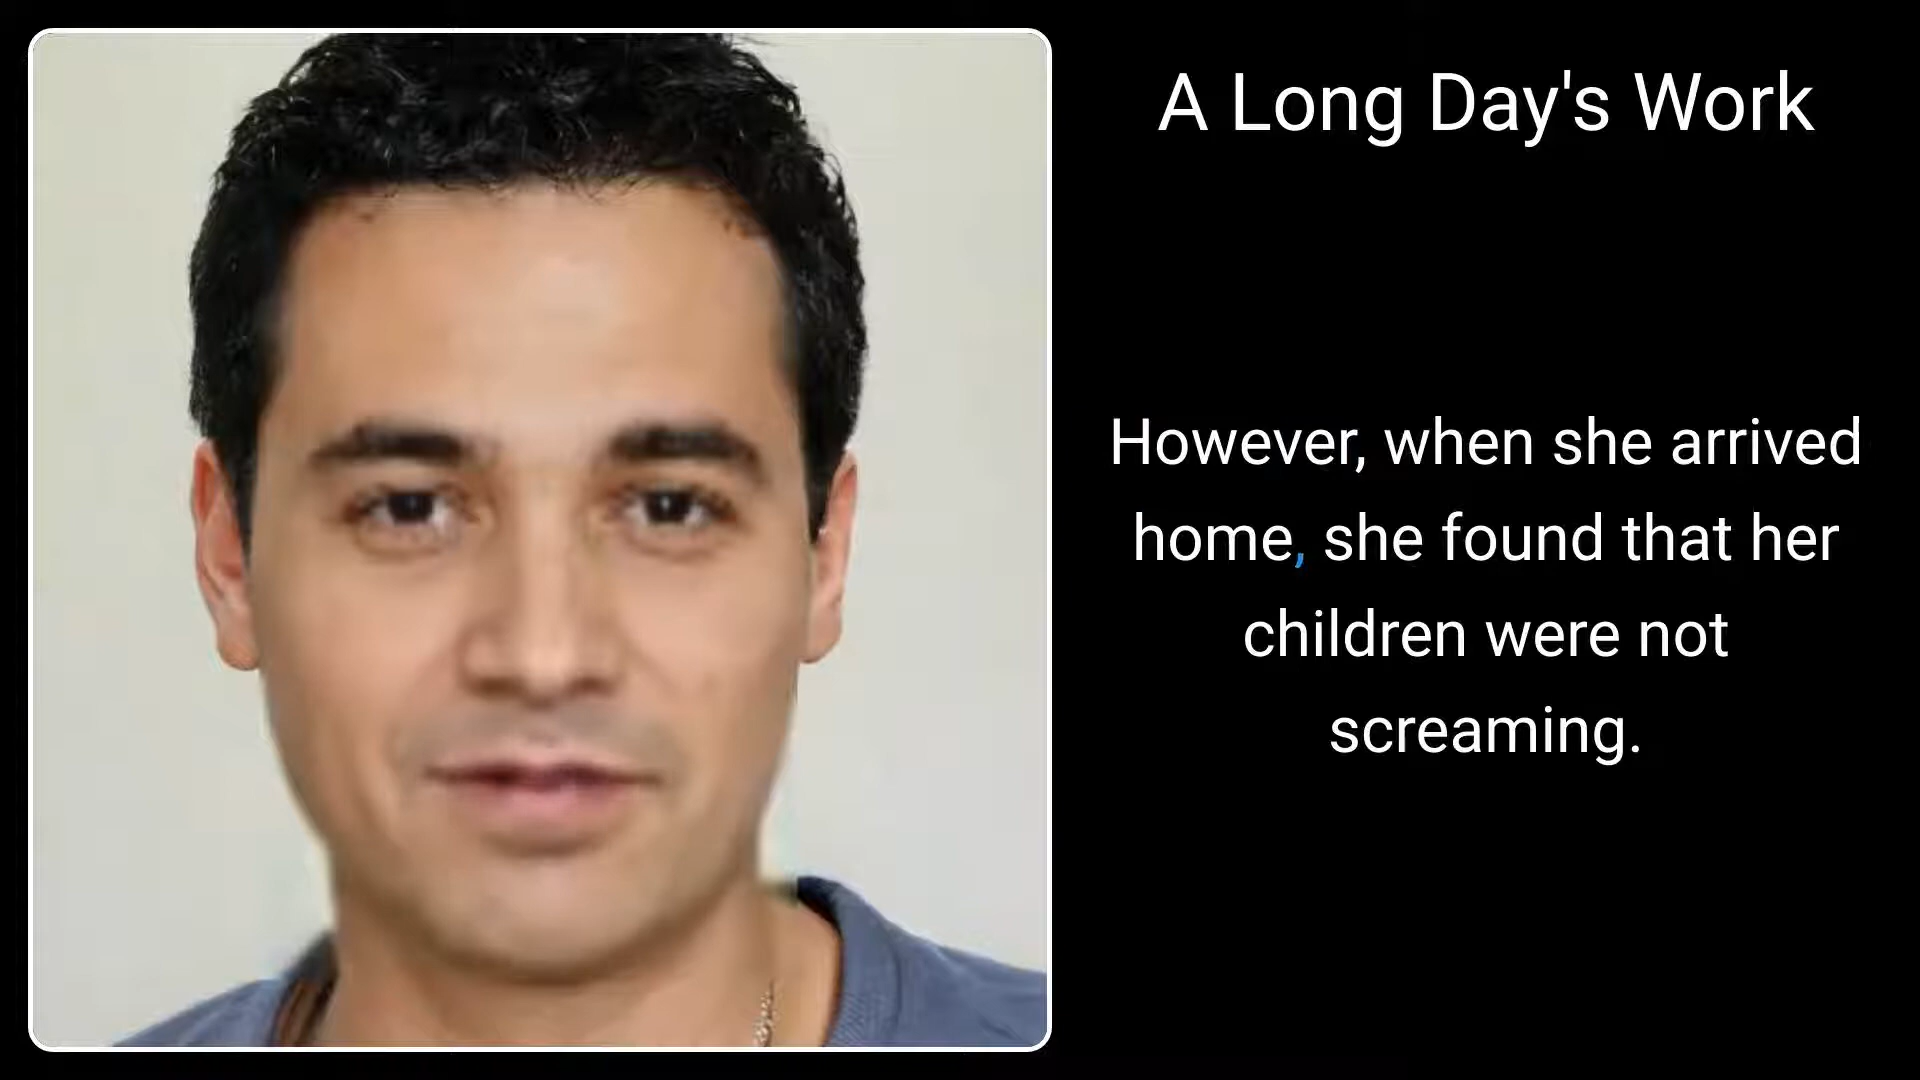 A Long Day's Work
However, when she arrived
home, she found that her
children were not
screaming.